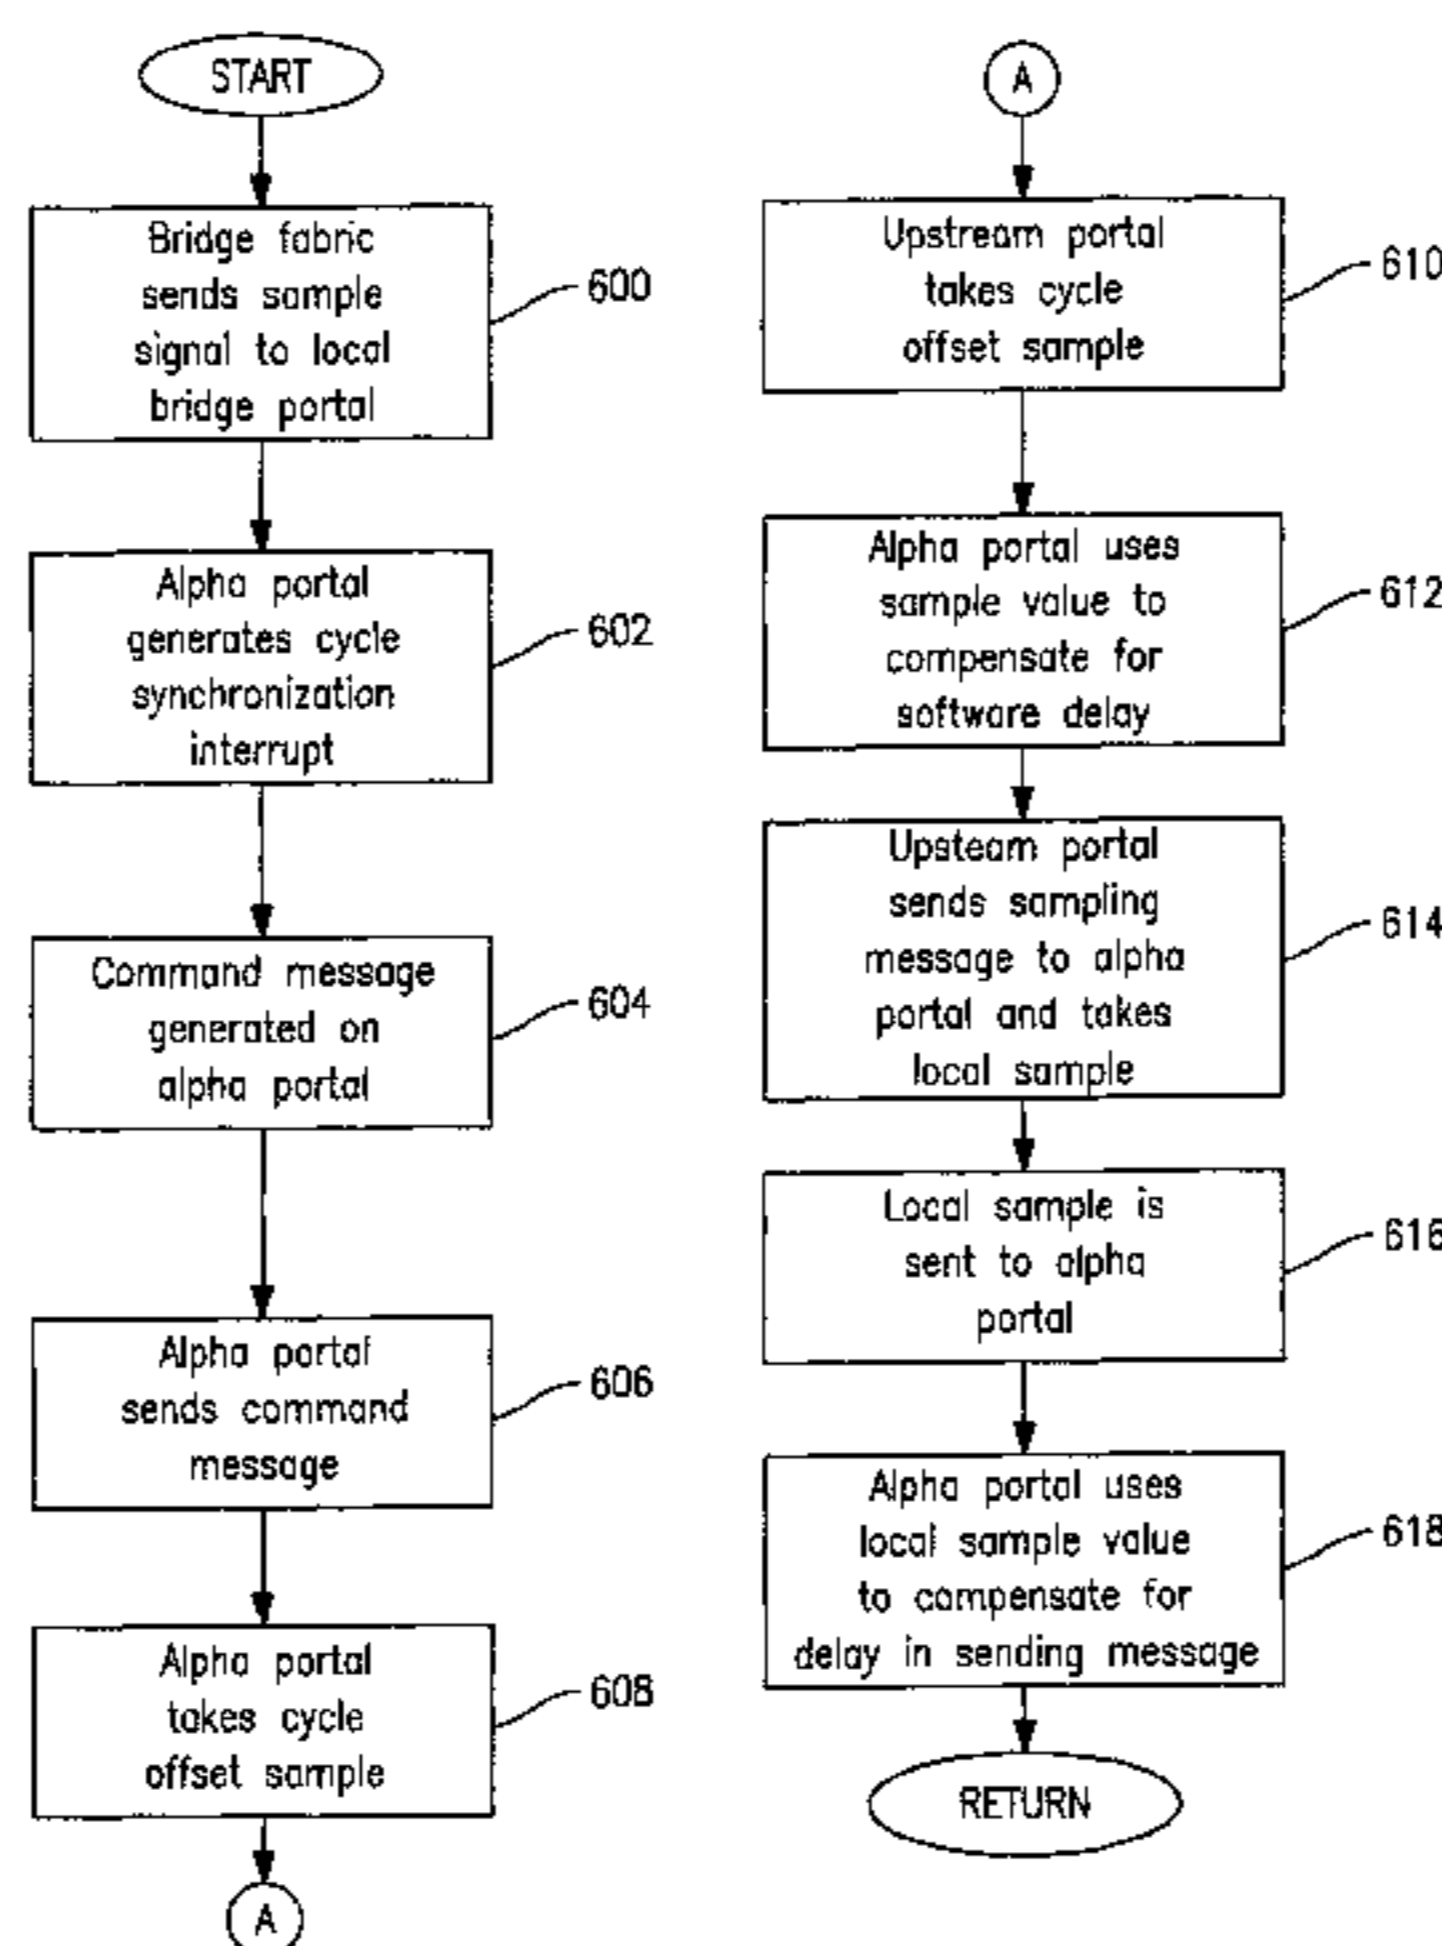 START
Bridge fabric
sends sample
signal to local
bridge portal
600
Alpha portal
generates cycle
synchronization
interrupt
602
Command message
generated on
alpha portal
604
Alpha portal
sends command
message
606
Alpha portal
takes cycle
offset sample
608
A
A
Upstream portal
takes cycle
offset sample
610
Alpha portal uses
sample value to
compensate for
software delay
612
Upsteam portal
sends sampling
message to alpha
portal and takes
local sample
614
Local sample is
sent to alpha
portal
616
Alpha portal uses
local sample value
to compensate for
delay in sending message
618
RETURN